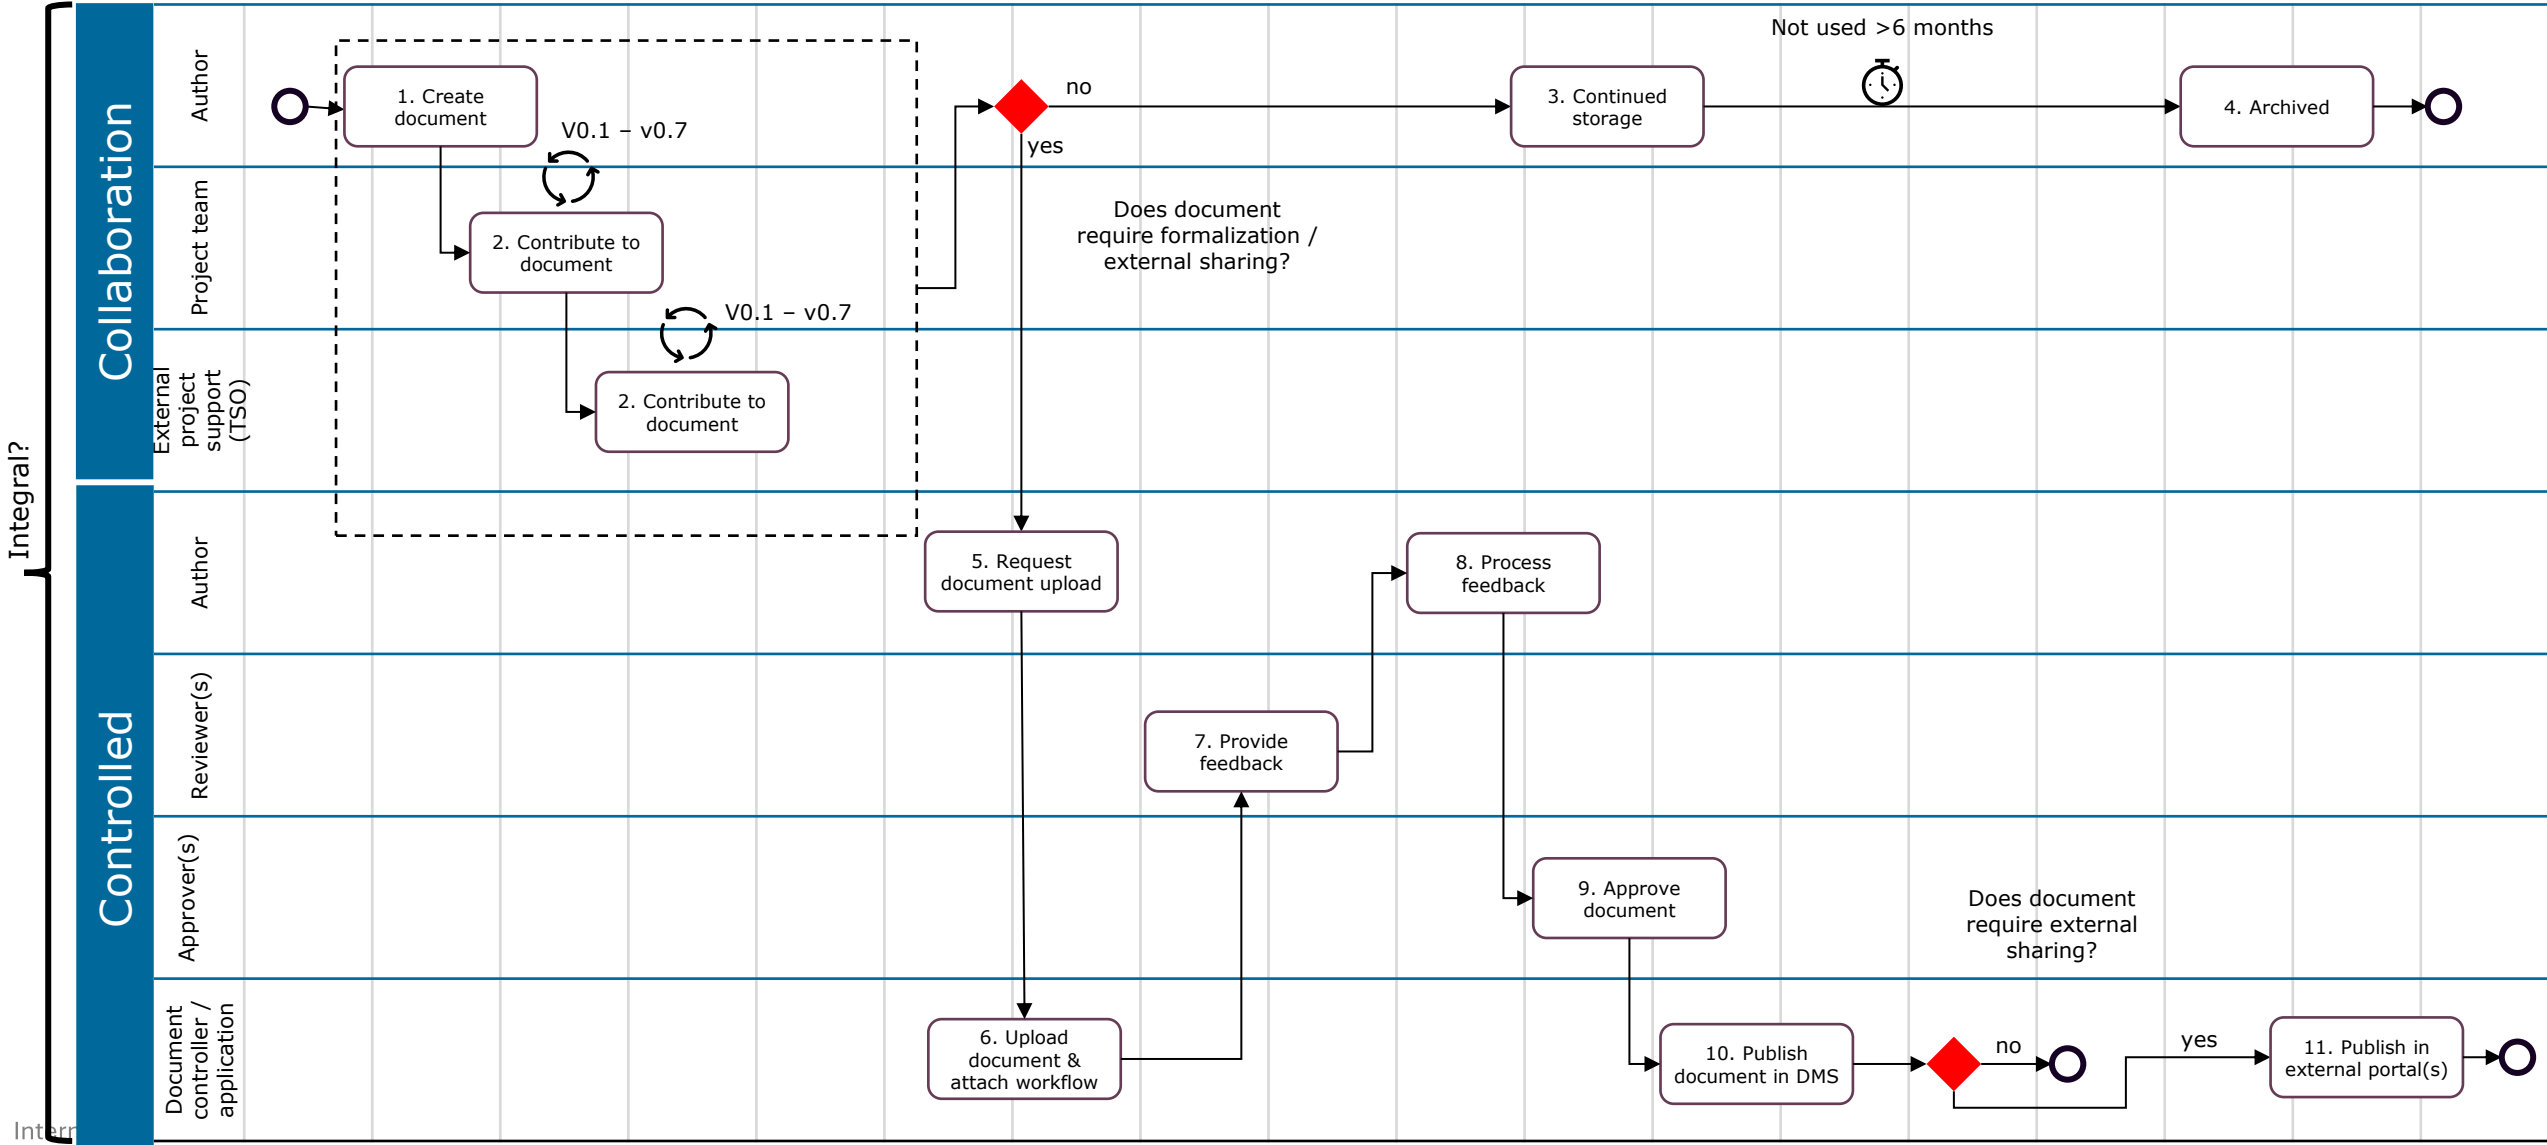 Integral?
Collaboration
Author
Project team
External
project
support
(TSO)
Controlled
Author
Reviewer(s)
Approver(s)
Document
controller /
application
1. Create
document
V0.1 – v0.7
2. Contribute to
document
V0.1 – v0.7
2. Contribute to
document
no
yes
Does document
require formalization /
external sharing?
3. Continued
storage
Not used >6 months
4. Archived
5. Request
document upload
6. Upload
document &
attach workflow
7. Provide
feedback
8. Process
feedback
9. Approve
document
10. Publish
document in DMS
Does document
require external
sharing?
no
yes
11. Publish in
external portal(s)